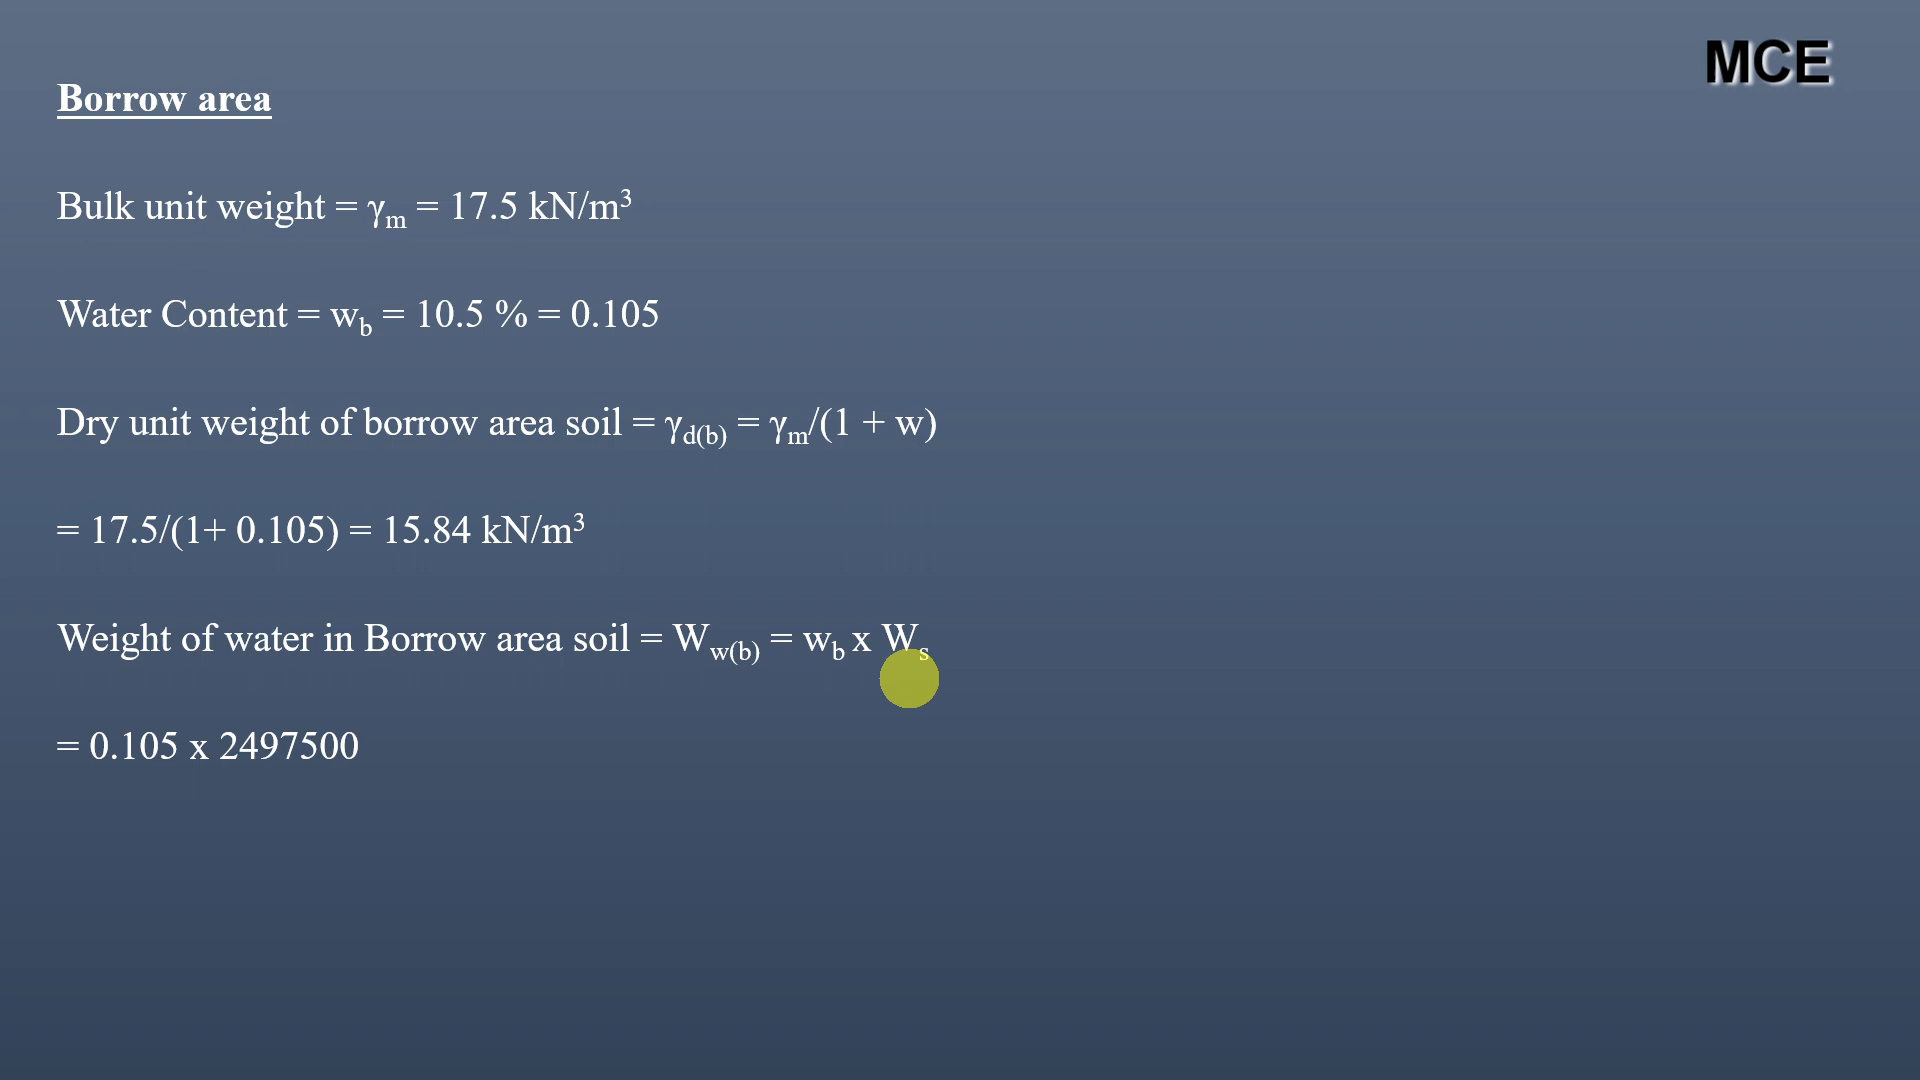 MCE
Borrow area
Bulk unit weight = γm = 17.5 kN/m³
Water Content = wb = 10.5 % = 0.105
Dry unit weight of borrow area soil = γd(b) = γm/(1 + w)
= 17.5/(1+ 0.105) = 15.84 kN/m³
Weight of water in Borrow area soil = Ww(b) = wb x Ws
= 0.105 x 2497500